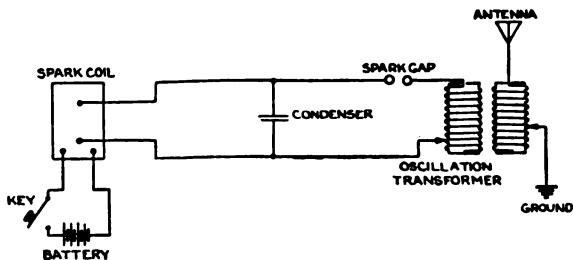 ANTENNA
SPARK COIL
SPARK GAP
CONDENSER
OSCILLATION
TRANSFORMER
KEY
GROUND
BATTERY